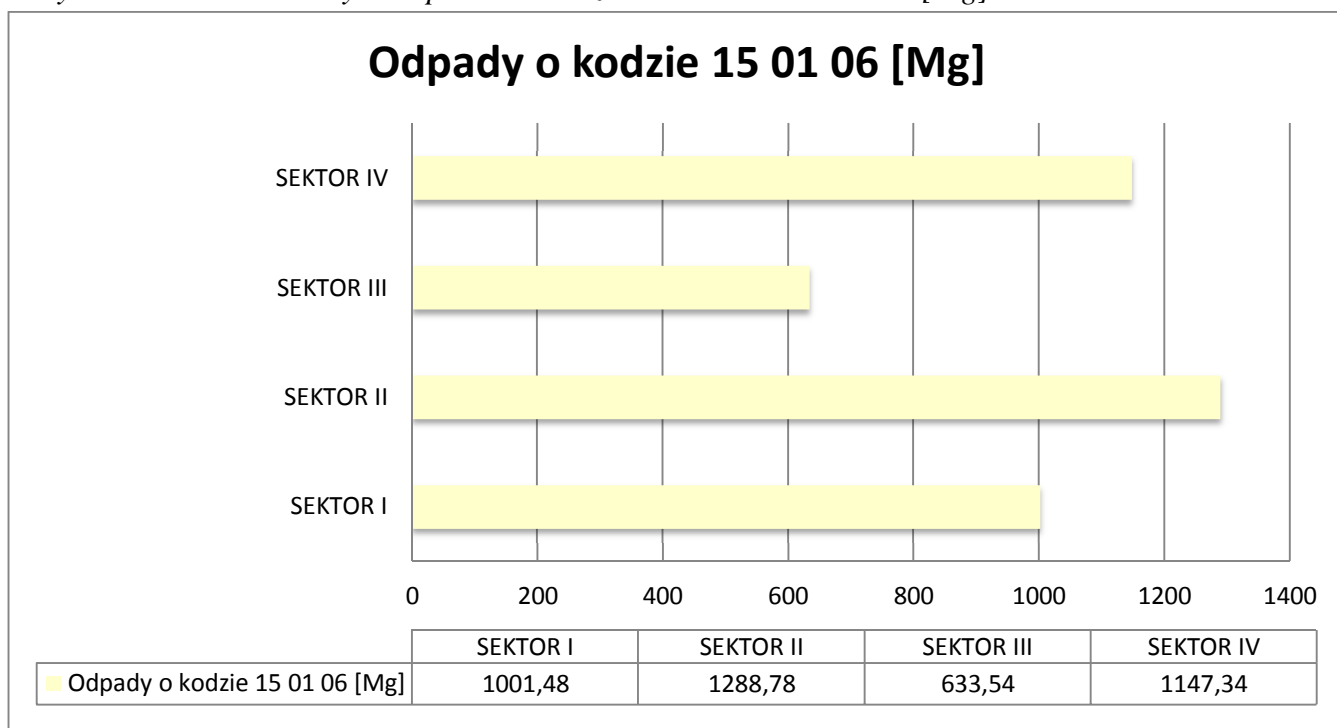 [Mg]
Odpady o kodzie 15 01 06 [Mg]
SEKTOR IV
SEKTOR III
SEKTOR II
SEKTOR I
0 200 400 600 800 1000 1200 1400
SEKTOR I SEKTOR II SEKTOR III SEKTOR IV
Odpady o kodzie 15 01 06 [Mg] 1001,48 1288,78 633,54 1147,34